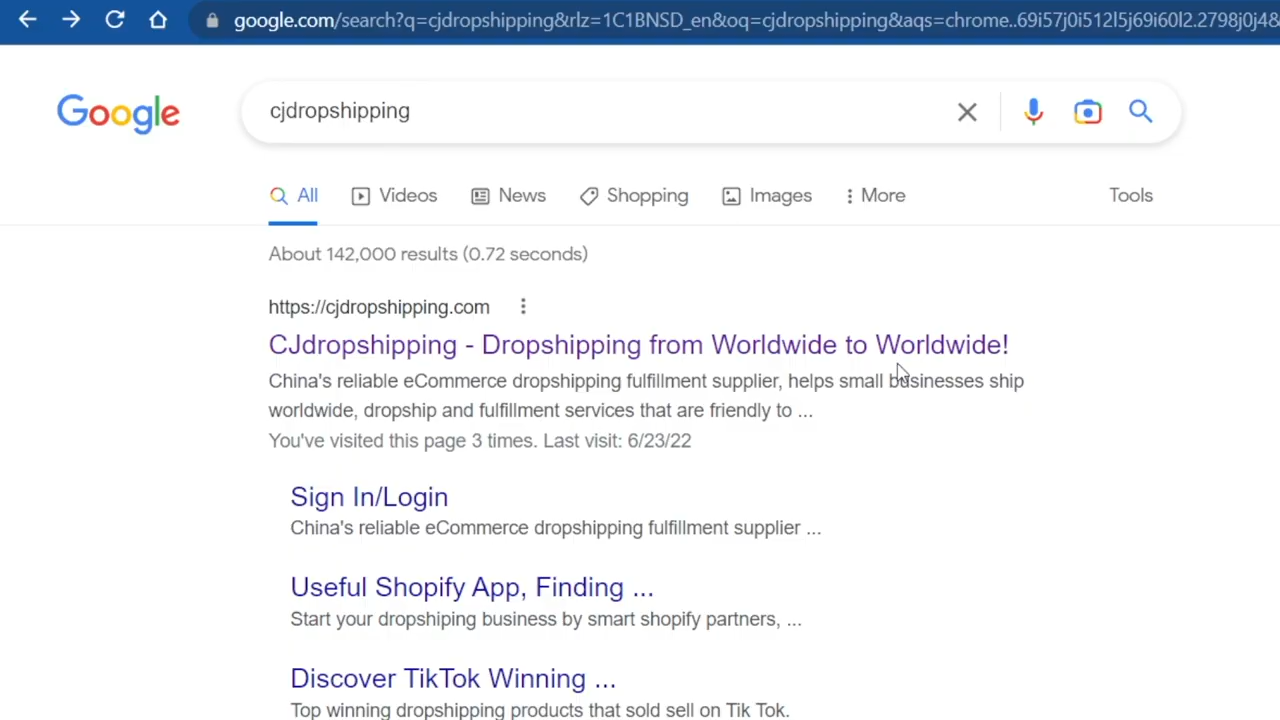 google.com/search?q=cjdropshipping&rlz=1C1BNSD_en&oq=cjdropshipping&aqs=chrome..69i57j0i512l5j69i60l2.2798j0j4&
Google
cjdropshipping
All Videos News Shopping Images More Tools
About 142,000 results (0.72 seconds)
https://cjdropshipping.com
CJdropshipping - Dropshipping from Worldwide to Worldwide!
China's reliable eCommerce dropshipping fulfillment supplier, helps small businesses ship
worldwide, dropship and fulfillment services that are friendly to ...
You've visited this page 3 times. Last visit: 6/23/22
Sign In/Login
China's reliable eCommerce dropshipping fulfillment supplier ...
Useful Shopify App, Finding ...
Start your dropshiping business by smart shopify partners, ...
Discover TikTok Winning ...
Top winning dropshipping products that sold sell on Tik Tok.